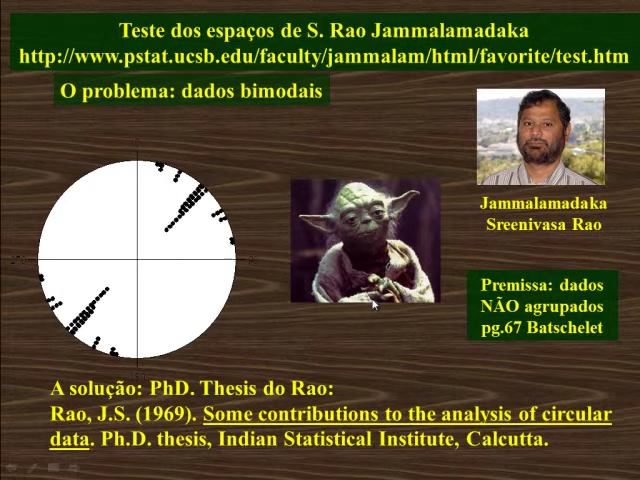 Teste dos espaços de S. Rao Jammalamadaka
http://www.pstat.ucsb.edu/faculty/jammalam/html/favorite/test.htm
O problema: dados bimodais
Jammalamadaka
Sreenivasa Rao
Premissa: dados
NÃO agrupados
pg.67 Batschelet
A solução: PhD. Thesis do Rao:
Rao, J.S. (1969). Some contributions to the analysis of circular
data. Ph.D. thesis, Indian Statistical Institute, Calcutta.